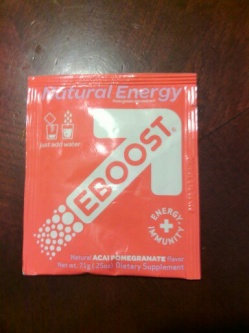 Natural Energy
just add water
EBOOST®
ENERGY
IMMUNITY
Natural ACAI POMEGRANATE flavor
Net wt. 7.1g (.25oz) Dietary Supplement